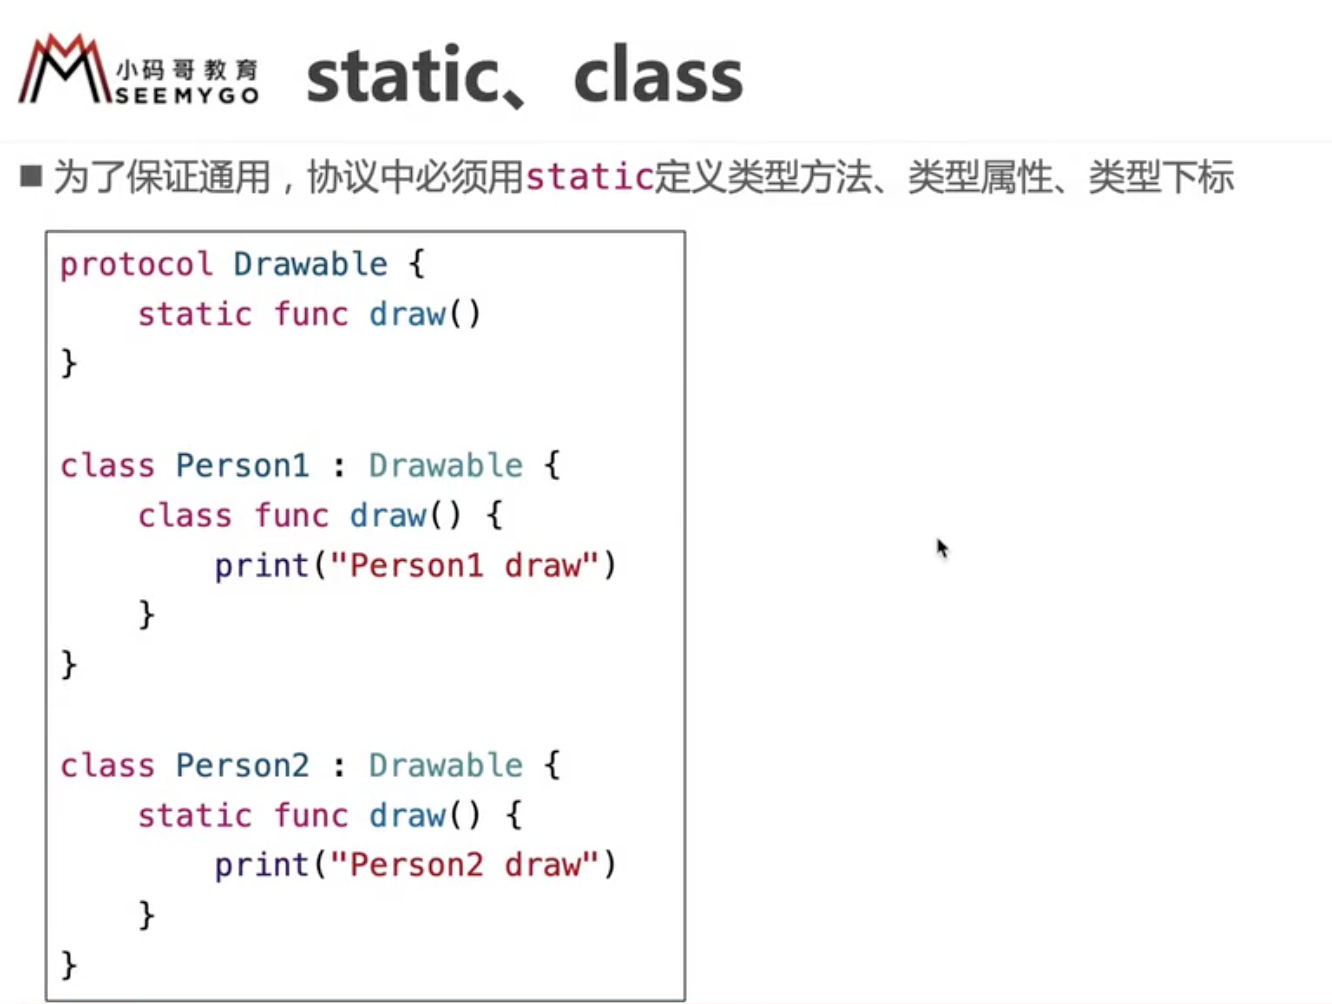 小码哥教育
SEEMYGO
static、class
为了保证通用，协议中必须用static定义类型方法、类型属性、类型下标
protocol Drawable {
    static func draw()
}
class Person1 : Drawable {
    class func draw() {
        print("Person1 draw")
    }
}
class Person2 : Drawable {
    static func draw() {
        print("Person2 draw")
    }
}